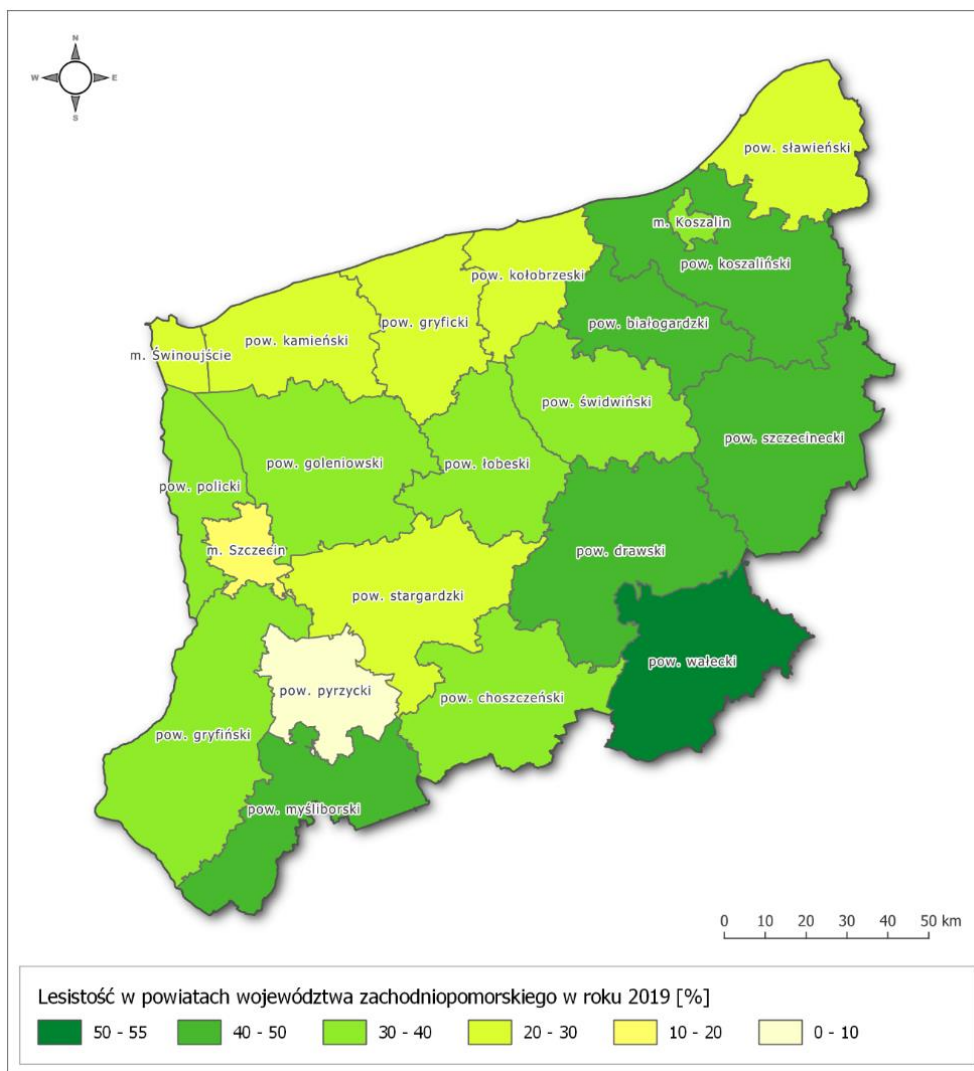 N
W E
S
pow. sławieński
m. Koszalin
pow. koszaliński
pow. kołobrzeski
pow. gryficki
pow. białogardzki
pow. kamieński
m. Świnoujście
pow. świdwiński
pow. szczecinecki
pow. goleniowski
pow. łobeski
pow. policki
m. Szczecin
pow. drawski
pow. stargardzki
pow. wałecki
pow. pyrzycki
pow. choszczeński
pow. gryfiński
pow. myśliborski
0 10 20 30 40 50 km
Lesistość w powiatach województwa zachodniopomorskiego w roku 2019 [%]
50 - 55 40 - 50 30 - 40 20 - 30 10 - 20 0 - 10